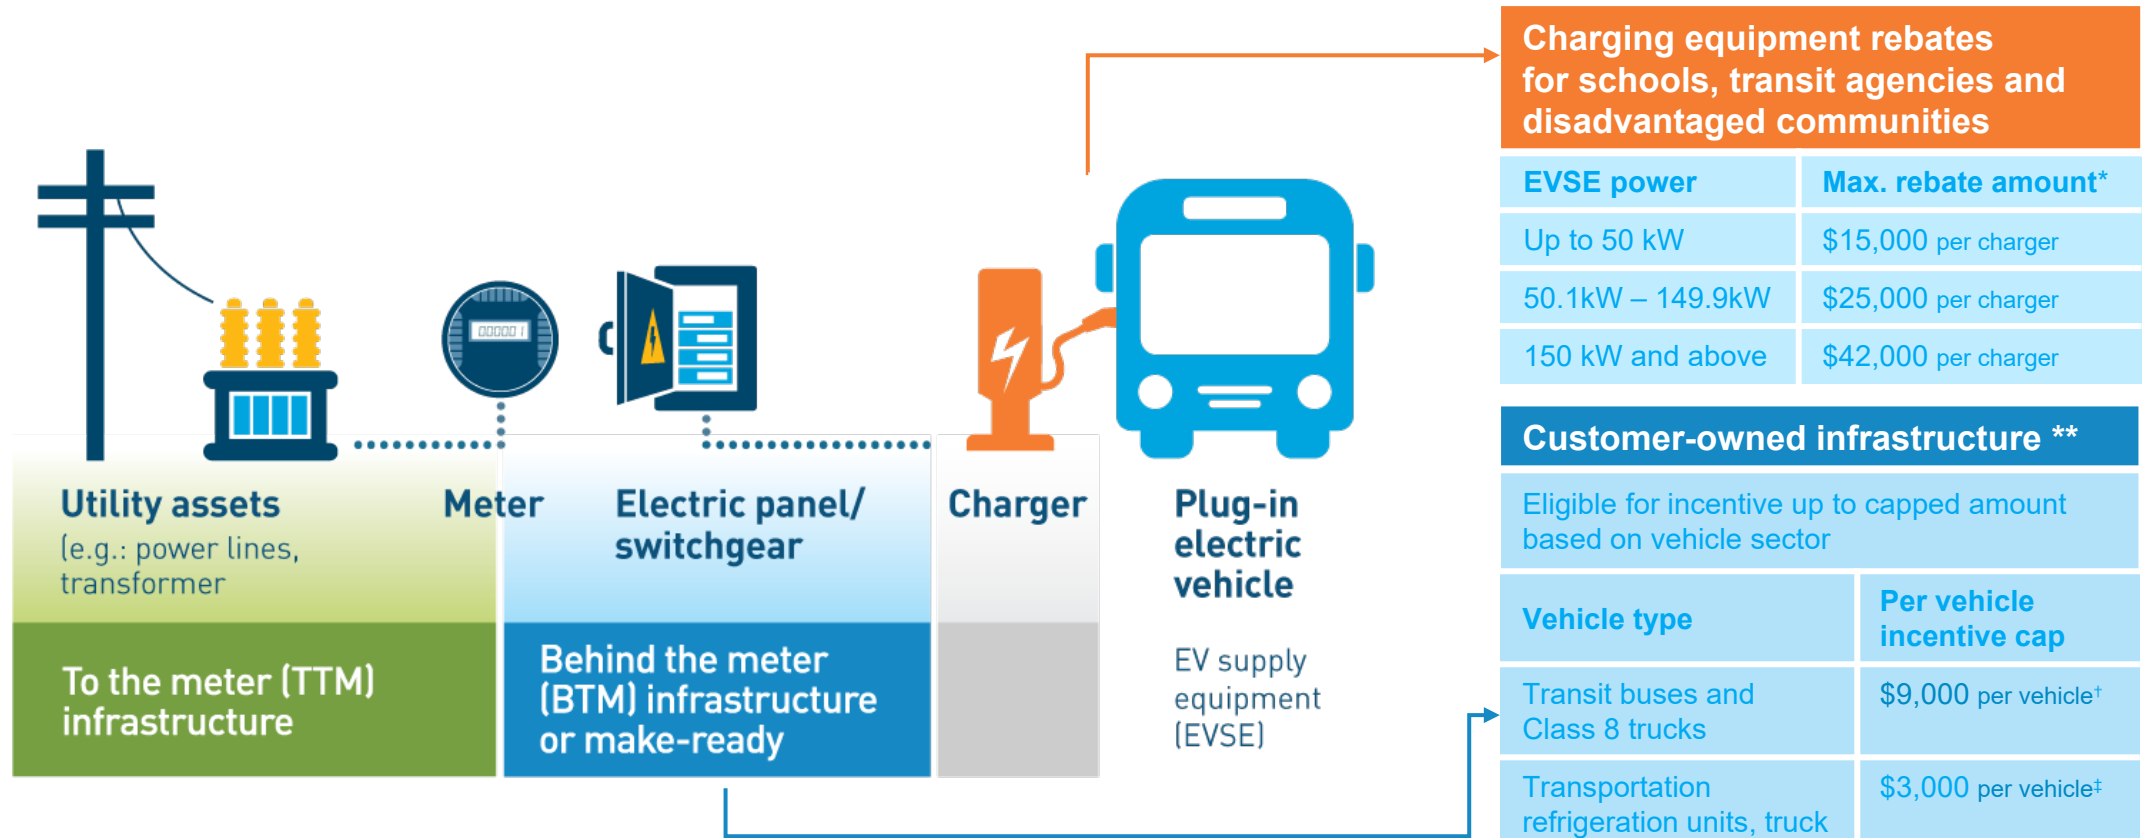 Charging equipment rebates
for schools, transit agencies and
disadvantaged communities
EVSE power
Max. rebate amount*
Up to 50 kW
$15,000 per charger
50.1kW – 149.9kW
$25,000 per charger
150 kW and above
$42,000 per charger
Customer-owned infrastructure **
Eligible for incentive up to capped amount
based on vehicle sector
Vehicle type
Per vehicle
incentive cap
Transit buses and
Class 8 trucks
$9,000 per vehicle†
Transportation
refrigeration units, truck
$3,000 per vehicle‡
000001
Utility assets
(e.g.: power lines,
transformer
Meter
Electric panel/
switchgear
Charger
Plug-in
electric
vehicle
EV supply
equipment
(EVSE)
To the meter (TTM)
infrastructure
Behind the meter
(BTM) infrastructure
or make-ready